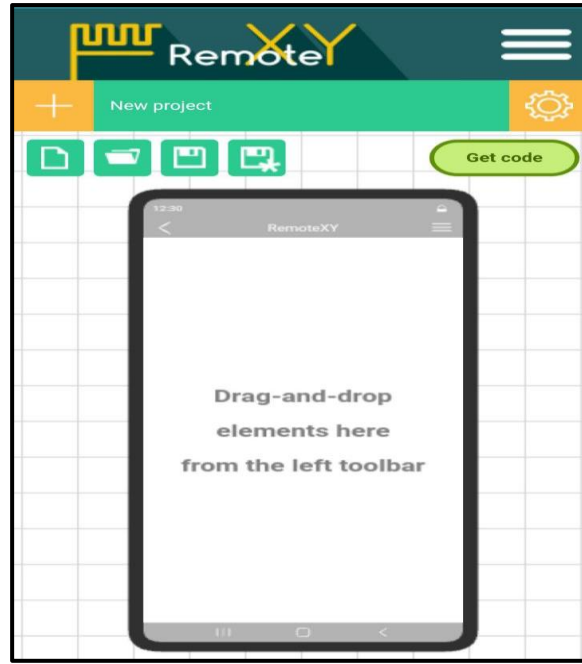 RemoteXY
New project
Get code
12:30
RemoteXY
Drag-and-drop
elements here
from the left toolbar